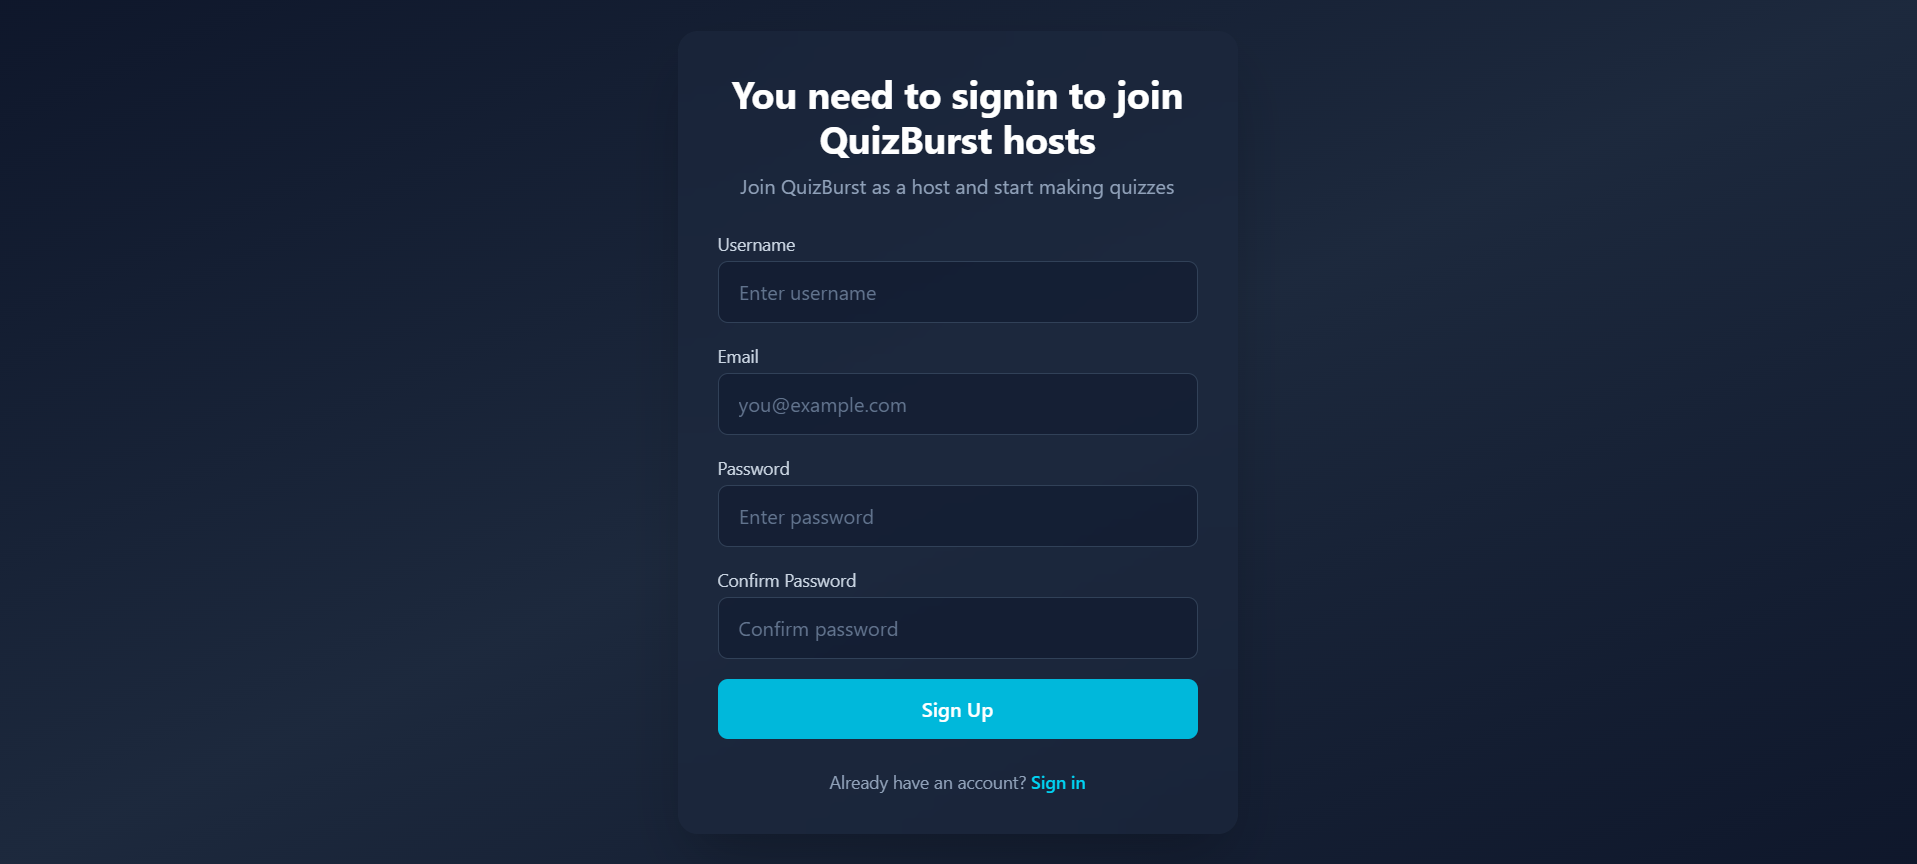 You need to signin to join
QuizBurst hosts
Join QuizBurst as a host and start making quizzes
Username
Enter username
Email
you@example.com
Password
Enter password
Confirm Password
Confirm password
Sign Up
Already have an account? Sign in